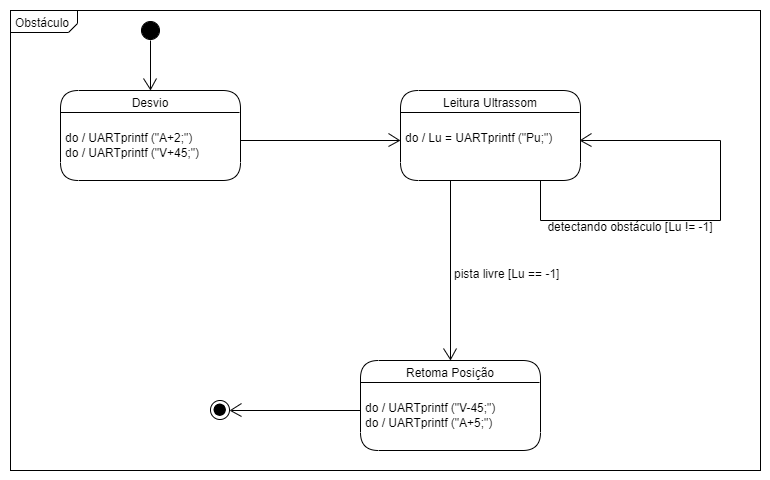 Obstáculo
Desvio
do / UARTprintf ("A+2;")
do / UARTprintf ("V+45;")
Leitura Ultrassom
do / Lu = UARTprintf ("Pu;")
detectando obstáculo [Lu != -1]
pista livre [Lu == -1]
Retoma Posição
do / UARTprintf ("V-45;")
do / UARTprintf ("A+5;")